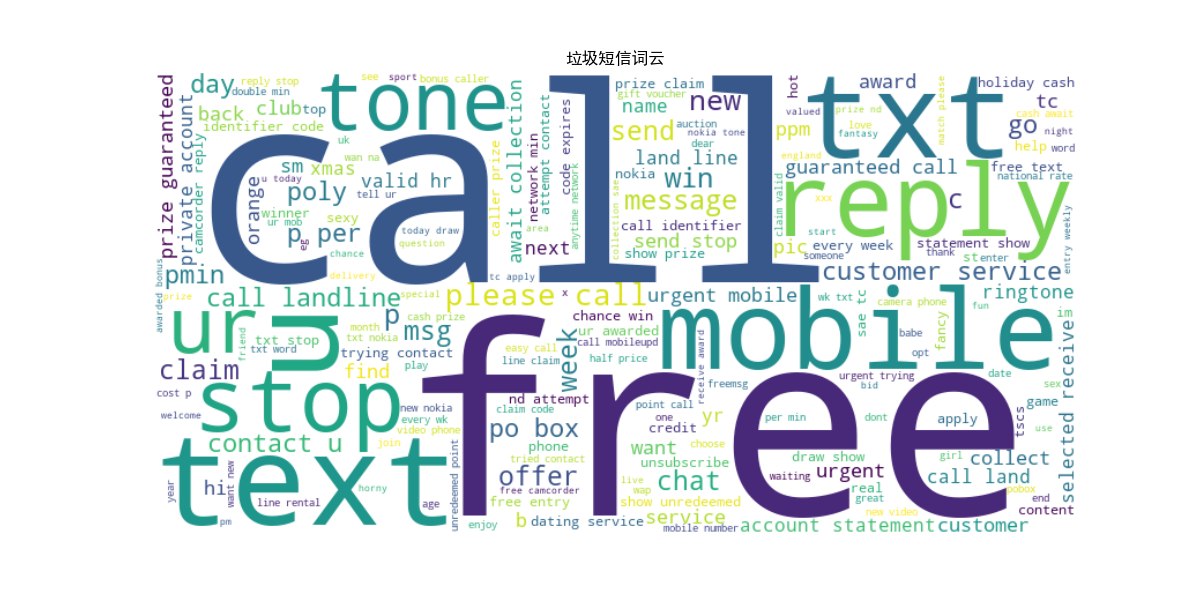 垃圾短信词云
call
free
txt
tone
reply
mobile
text
stop
ur
u
prize guaranteed
day
reply stop
double min
see
sport
bonus caller
back
club
top
identifier code
private account
camcorder reply
uk
wan na
sm
xmas
orange
u today
poly
valid hr
tell ur
winner
ur mob
sexy
p per
eg
today draw
question
chance
pmin
delivery
caller prize
await collection
network min
attempt contact
code expires
anytime network
area
next
tc apply
prize claim
gift voucher
name
new
send
auction
nokia tone
dear
land line
nokia
win
message
collection sae
call identifier
send stop
show prize
hot
valued
award
prize nd
love
fantasy
match please
ppm
england
guaranteed call
xxx
claim valid
start
c
pic
every week
someone
statement show
thank
st
enter
customer service
holiday cash
tc
cash await
go
night
help
word
free text
national rate
entry weekly
awarded bonus
prize
call landline
special
please call
x
urgent mobile
wk txt
sae tc
camera phone
fun
ringtone
im
fancy
babe
opt
p
cash prize
msg
month
txt nokia
txt stop
friend
txt word
trying contact
play
find
claim
cost p
welcome
contact u
new nokia
every wk
video phone
join
week
chance win
ur awarded
call mobileupd
easy call
line claim
half price
receive award
nd attempt
claim code
po box
phone
tried contact
offer
free camcorder
free entry
b
dating service
enjoy
unredeemed point
age
horny
line rental
hi
want new
year
pm
freemsg
point call
one
credit
yr
choose
want
unsubscribe
live
wap
chat
show unredeemed
service
mobile number
account statement
customer
urgent trying
bid
per min
dont
apply
draw show
waiting
urgent
real
great
new video
girl
call land
collect
pobox
end
content
date
sex
game
tscs
use
selected receive